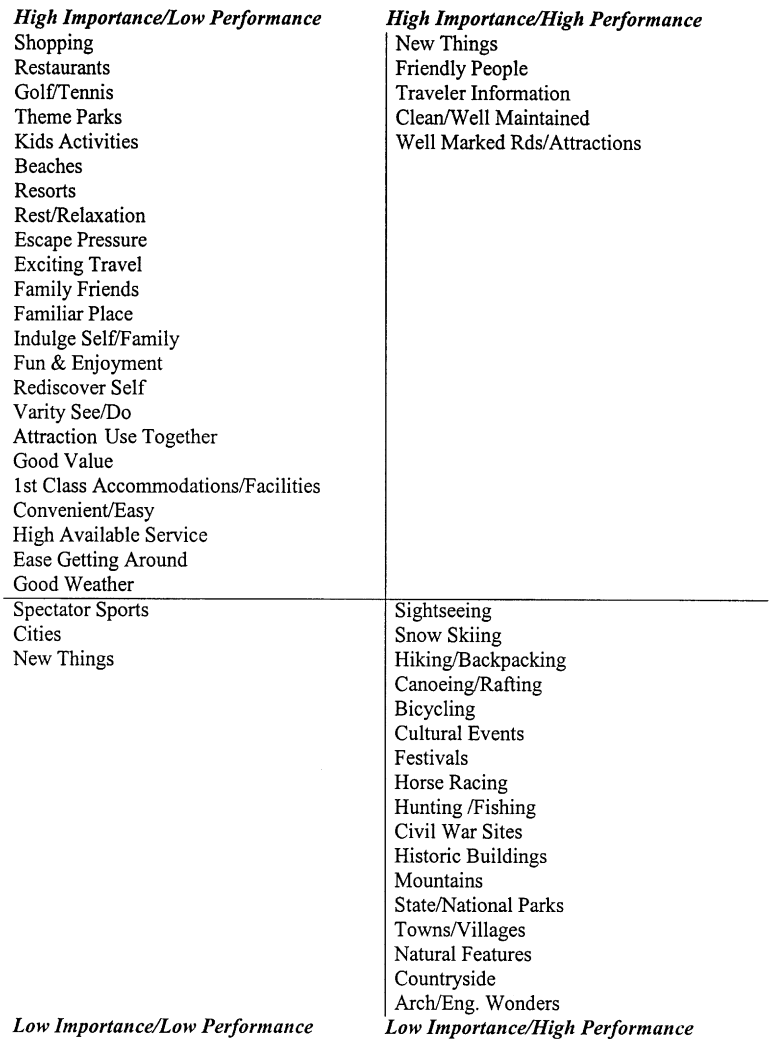 High Importance/Low Performance
Shopping
Restaurants
Golf/Tennis
Theme Parks
Kids Activities
Beaches
Resorts
Rest/Relaxation
Escape Pressure
Exciting Travel
Family Friends
Familiar Place
Indulge Self/Family
Fun & Enjoyment
Rediscover Self
Varity See/Do
Attraction Use Together
Good Value
1st Class Accommodations/Facilities
Convenient/Easy
High Available Service
Ease Getting Around
Good Weather
High Importance/High Performance
New Things
Friendly People
Traveler Information
Clean/Well Maintained
Well Marked Rds/Attractions
Spectator Sports
Cities
New Things
Low Importance/Low Performance
Sightseeing
Snow Skiing
Hiking/Backpacking
Canoeing/Rafting
Bicycling
Cultural Events
Festivals
Horse Racing
Hunting /Fishing
Civil War Sites
Historic Buildings
Mountains
State/National Parks
Towns/Villages
Natural Features
Countryside
Arch/Eng. Wonders
Low Importance/High Performance